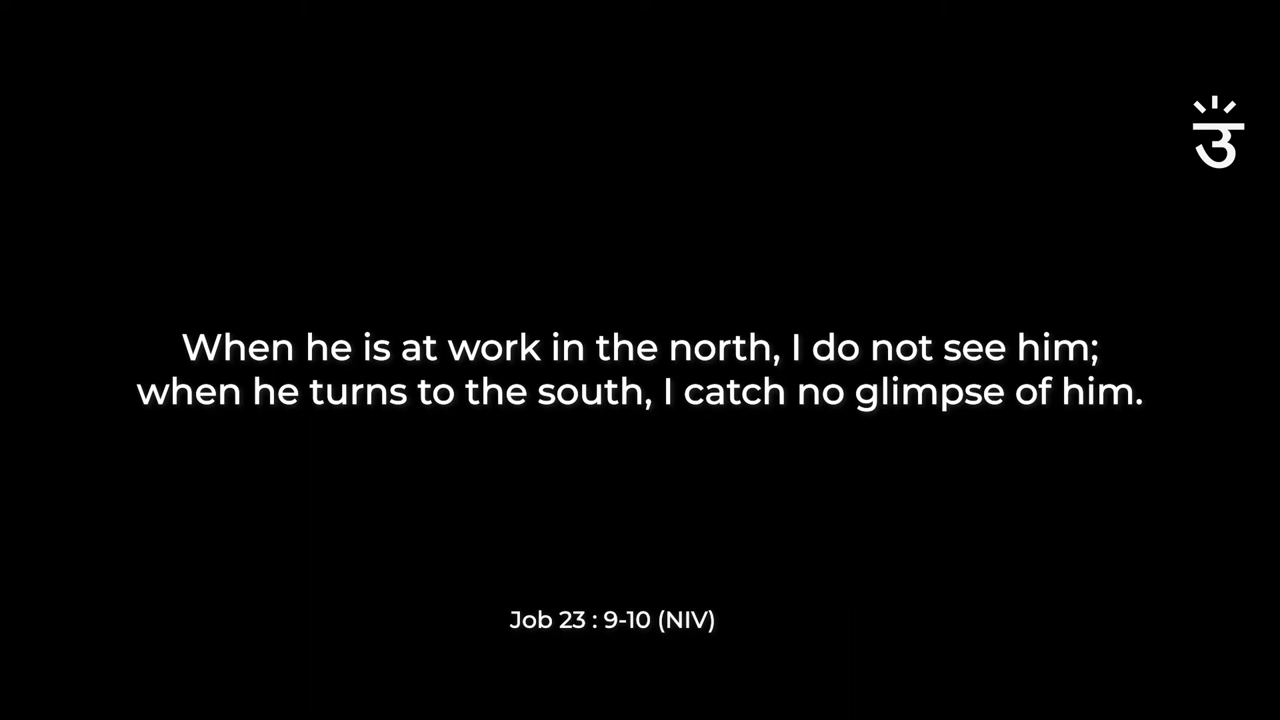 उ
When he is at work in the north, I do not see him;
when he turns to the south, I catch no glimpse of him.
Job 23 : 9-10 (NIV)